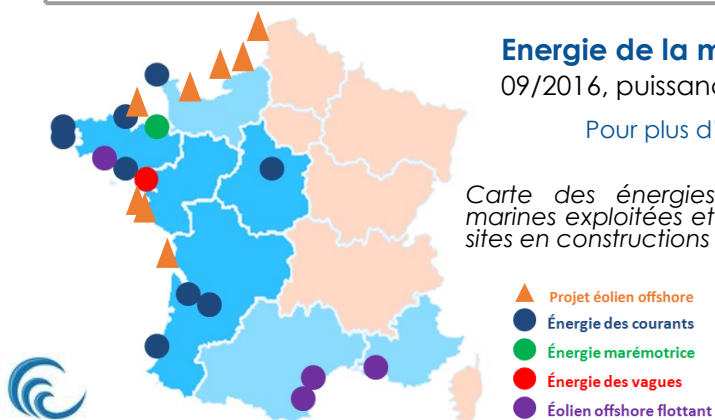 Energie de la m
09/2016, puissanc
Pour plus d'
Carte des énergies
marines exploitées et
sites en constructions
Projet éolien offshore
Énergie des courants
Énergie marémotrice
Énergie des vagues
Éolien offshore flottant